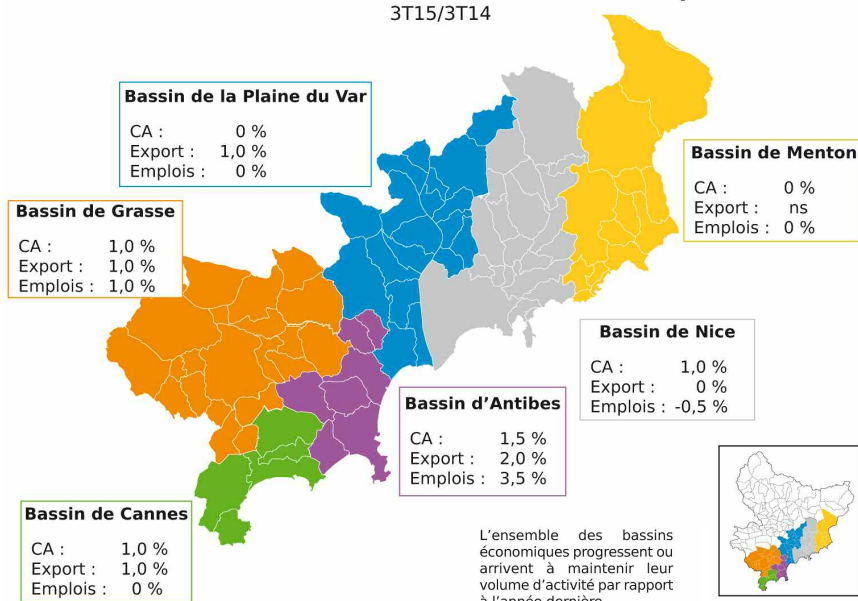 3T15/3T14
Bassin de la Plaine du Var
CA : 0 %
Export : 1,0 %
Emplois : 0 %
Bassin de Menton
CA : 0 %
Export : ns
Emplois : 0 %
Bassin de Grasse
CA : 1,0 %
Export : 1,0 %
Emplois : 1,0 %
Bassin de Nice
CA : 1,0 %
Export : 0 %
Emplois : -0,5 %
Bassin d’Antibes
CA : 1,5 %
Export : 2,0 %
Emplois : 3,5 %
Bassin de Cannes
CA : 1,0 %
Export : 1,0 %
Emplois : 0 %
L’ensemble des bassins
économiques progressent ou
arrivent à maintenir leur
volume d’activité par rapport
à l’année dernière